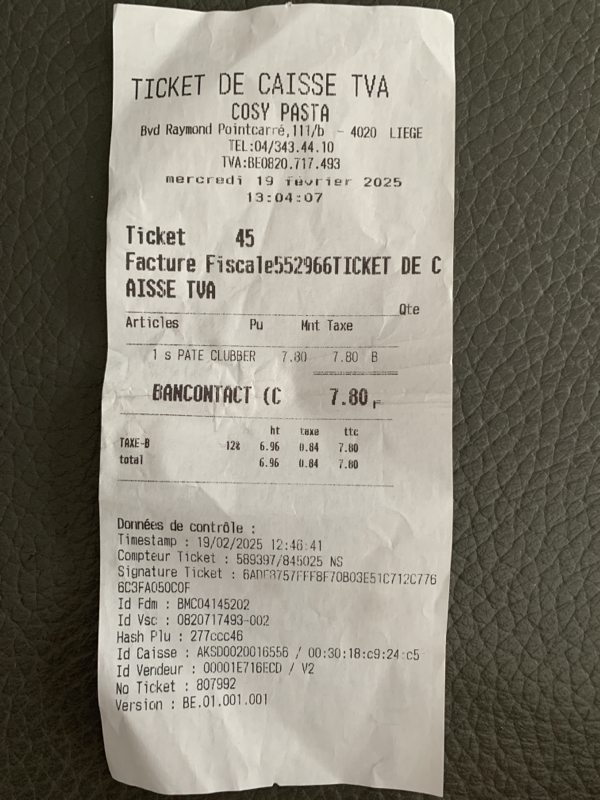 TICKET DE CAISSE TVA
COSY PASTA
Bvd Raymond Pointcarré,111/b - 4020 LIEGE
TEL:04/343.44.10
TVA:BE0820.717.493
mercredi 19 février 2025
13:04:07
Ticket 45
Facture Fiscale552966TICKET DE C
AISSE TVA
Qte
Articles Pu Mnt Taxe
1 s PATE CLUBBER 7.80 7.80 B
BANCONTACT (C 7.80
ht taxe ttc
TAXE-B 12% 6.96 0.84 7.80
total 6.96 0.84 7.80
Données de contrôle :
Timestamp : 19/02/2025 12:46:41
Compteur Ticket : 589397/845025 NS
Signature Ticket :
6C3FA050C0F
Id Fdm : BMC04145202
Id Vsc : 0820717493-002
Hash Plu : 277ccc46
Id Caisse : AKSD0020016556 / 00:30:18:c9:24:c5
Id Vendeur : 00001E716ECD / V2
No Ticket : 807992
Version : BE.01.001.001